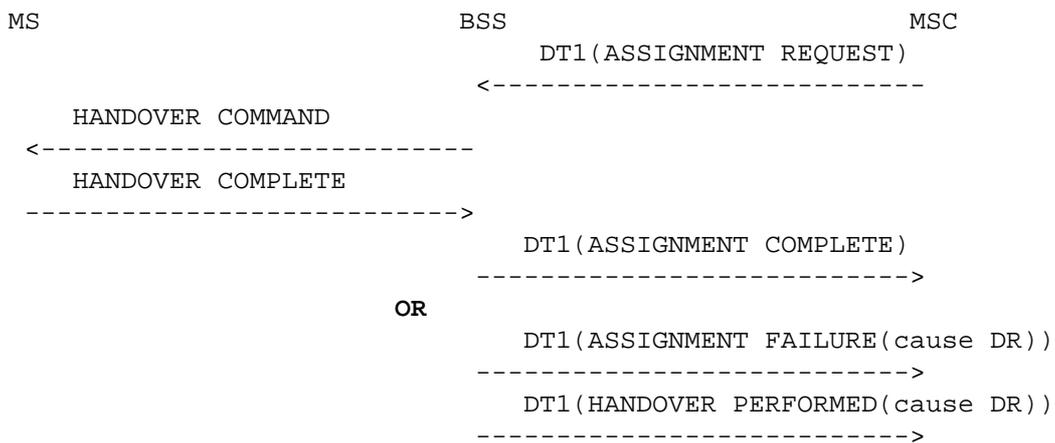 MS BSS MSC
DT1(ASSIGNMENT REQUEST)
<---------------------------
HANDOVER COMMAND
<---------------------------
HANDOVER COMPLETE
--------------------------->
DT1(ASSIGNMENT COMPLETE)
--------------------------->
OR
DT1(ASSIGNMENT FAILURE(cause DR))
--------------------------->
DT1(HANDOVER PERFORMED(cause DR))
--------------------------->